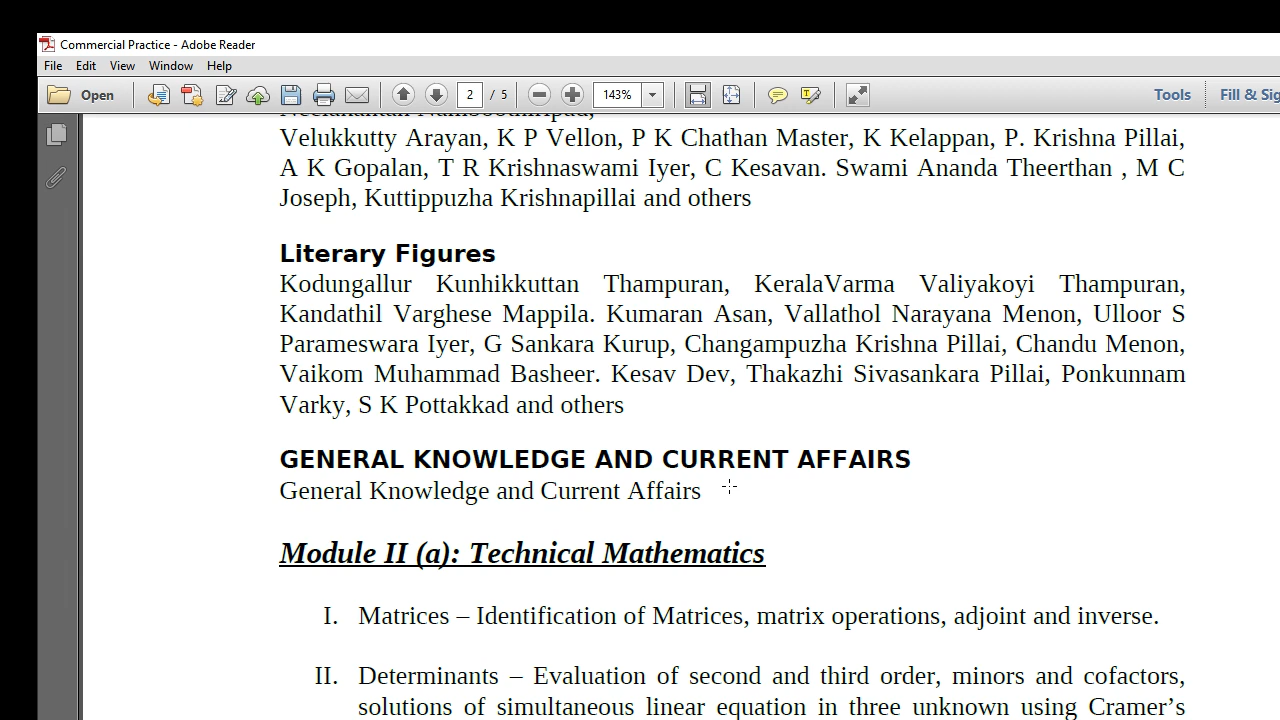 Commercial Practice - Adobe Reader
File Edit View Window Help
Open 2 / 5 143% Tools Fill & Sig
Neelakantan Namboothiripad,
Velukkutty Arayan, K P Vellon, P K Chathan Master, K Kelappan, P. Krishna Pillai,
A K Gopalan, T R Krishnaswami Iyer, C Kesavan. Swami Ananda Theerthan , M C
Joseph, Kuttippuzha Krishnapillai and others
Literary Figures
Kodungallur Kunhikkuttan Thampuran, KeralaVarma Valiyakoyi Thampuran,
Kandathil Varghese Mappila. Kumaran Asan, Vallathol Narayana Menon, Ulloor S
Parameswara Iyer, G Sankara Kurup, Changampuzha Krishna Pillai, Chandu Menon,
Vaikom Muhammad Basheer. Kesav Dev, Thakazhi Sivasankara Pillai, Ponkunnam
Varky, S K Pottakkad and others
GENERAL KNOWLEDGE AND CURRENT AFFAIRS
General Knowledge and Current Affairs
Module II (a): Technical Mathematics
I. Matrices – Identification of Matrices, matrix operations, adjoint and inverse.
II. Determinants – Evaluation of second and third order, minors and cofactors,
solutions of simultaneous linear equation in three unknown using Cramer’s